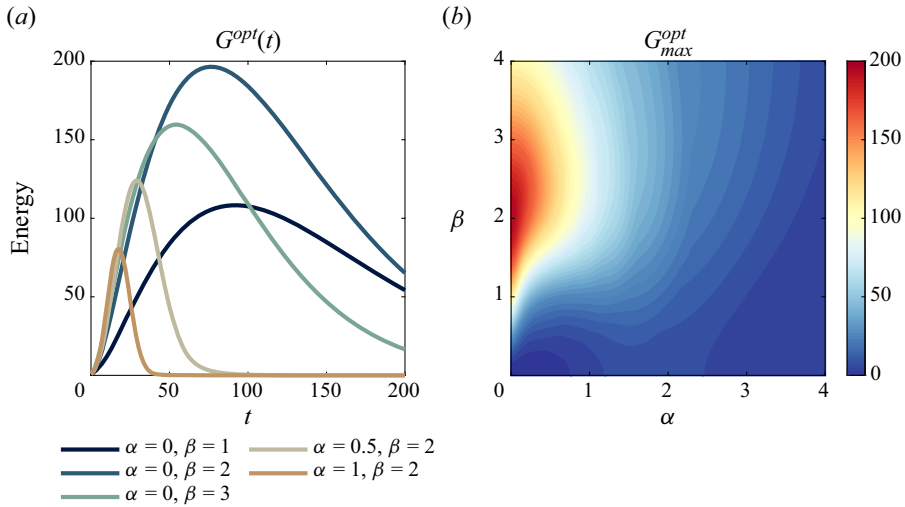 (a)
G^opt(t)
200
150
100
50
0
50
100
150
200
Energy
t
α = 0, β = 1
α = 0, β = 2
α = 0, β = 3
α = 0.5, β = 2
α = 1, β = 2
(b)
G^opt_max
4
3
2
1
0
1
2
3
4
β
α
200
150
100
50
0